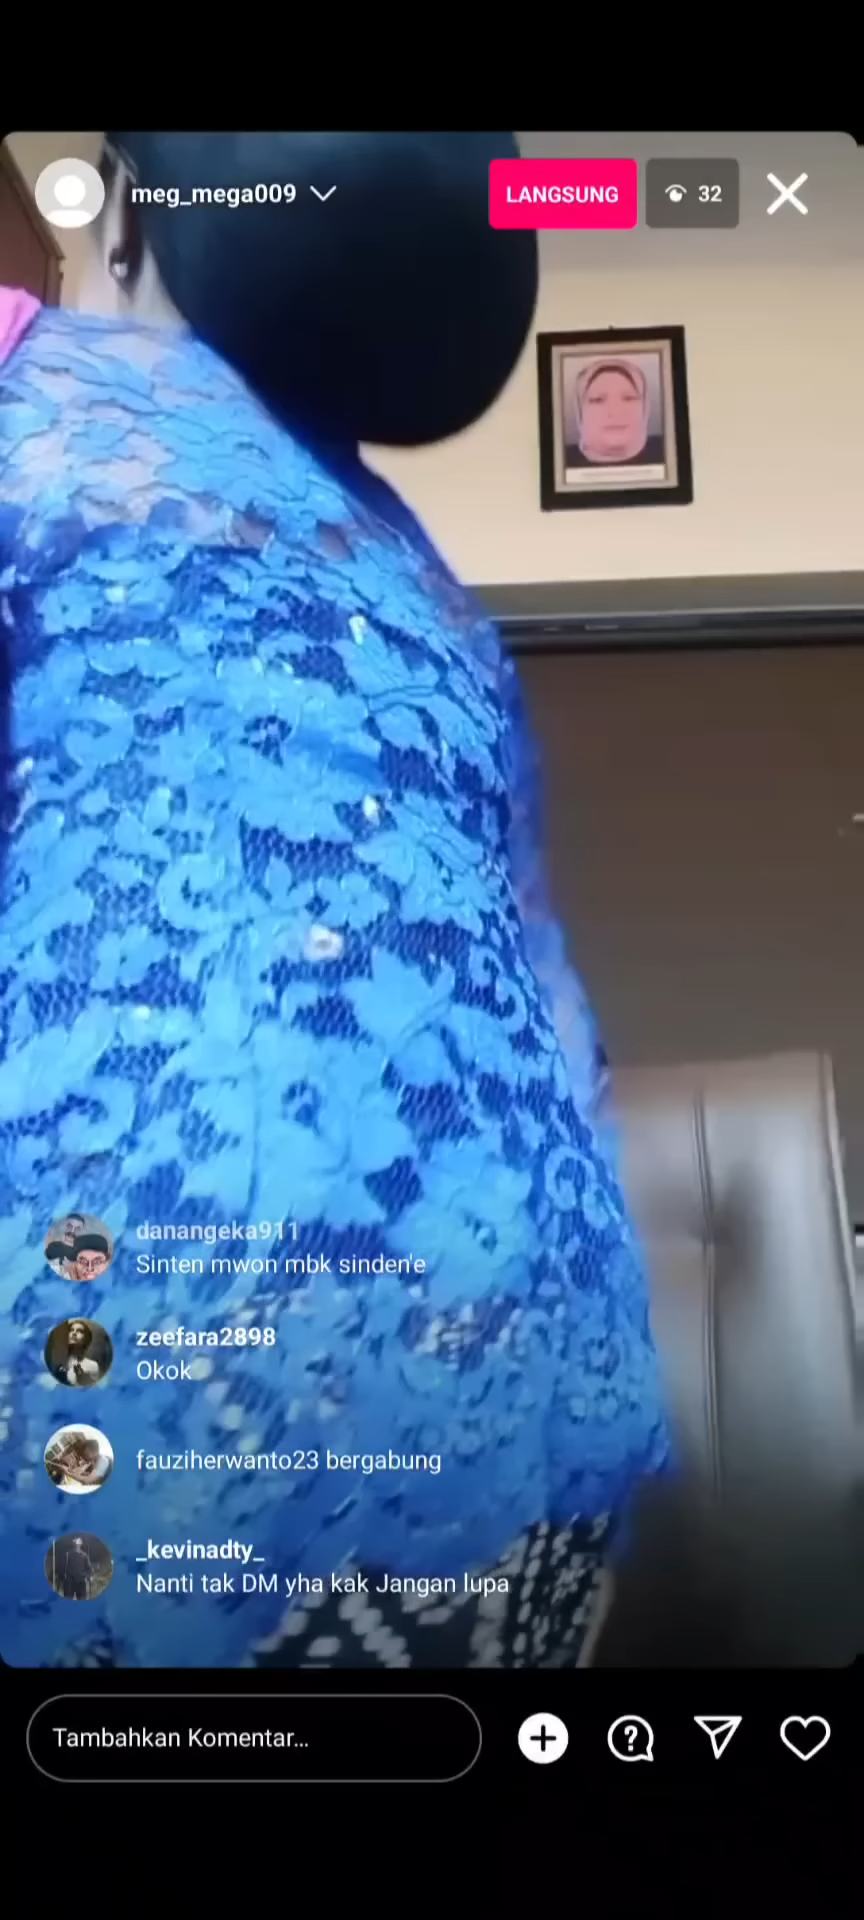 meg_mega009
LANGSUNG
32
danangeka911
Sinten mwon mbk sinden'e
zeefara2898
Okok
fauziherwanto23 bergabung
_kevinadty_
Nanti tak DM yha kak Jangan lupa
Tambahkan Komentar...